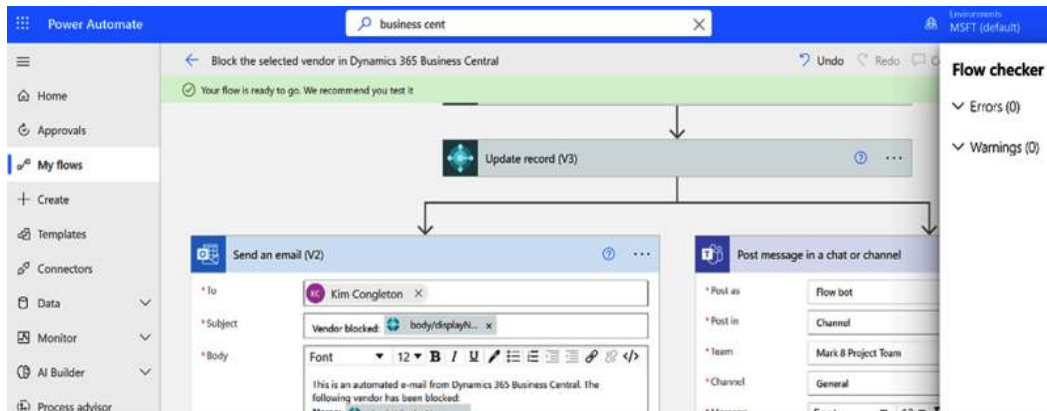 Power Automate
business cent
Environments
MSFT (default)
Block the selected vendor in Dynamics 365 Business Central
Undo
Redo
Flow checker
Your flow is ready to go. We recommend you test it
Errors (0)
Warnings (0)
Home
Approvals
My flows
Create
Templates
Connectors
Data
Monitor
AI Builder
Process advisor
Update record (V3)
Send an email (V2)
*To
KC Kim Congleton
*Subject
Vendor blocked: body/displayN...
*Body
Font 12 B I U </>
This is an automated e-mail from Dynamics 365 Business Central. The
following vendor has been blocked:
Post message in a chat or channel
*Post as
Flow bot
*Post in
Channel
*Team
Mark 8 Project Team
*Channel
General